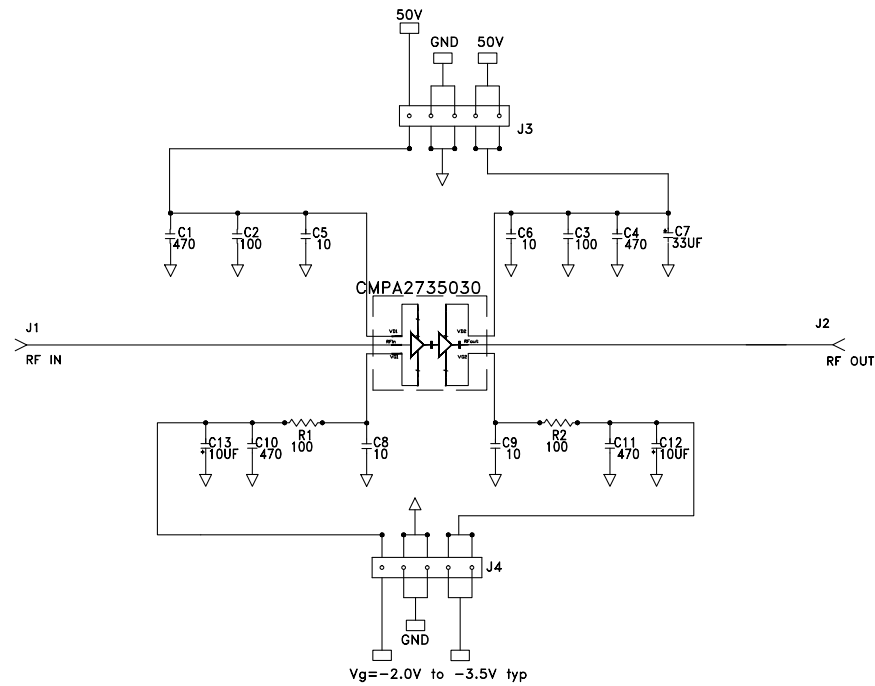 50V
GND 50V
J3
C1
470
C2
100
C5
10
C6
10
C3
100
C4
470
C7
33UF
CMPA2735030
VD1 VD2
RFin RFout
VG1 VG2
J1
RF IN
J2
RF OUT
C13
10UF
C10
470
R1
100
C8
10
C9
10
R2
100
C11
470
C12
10UF
J4
GND
Vg=-2.0V to -3.5V typ